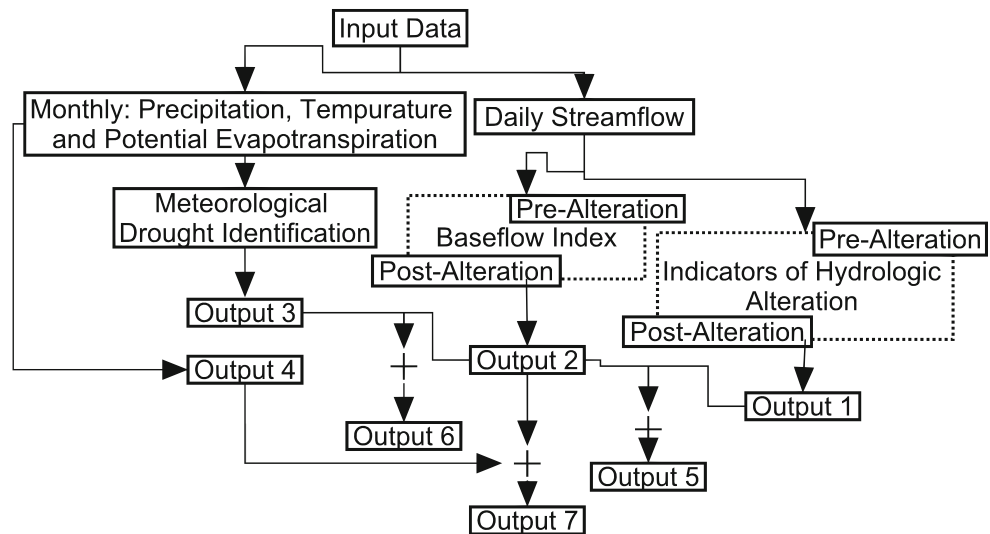 Input Data
Monthly: Precipitation, Tempurature
and Potential Evapotranspiration
Daily Streamflow
Meteorological
Drought Identification
Pre-Alteration
Baseflow Index
Post-Alteration
Pre-Alteration
Indicators of Hydrologic
Alteration
Post-Alteration
Output 3
Output 4
Output 2
Output 1
Output 6
Output 5
Output 7